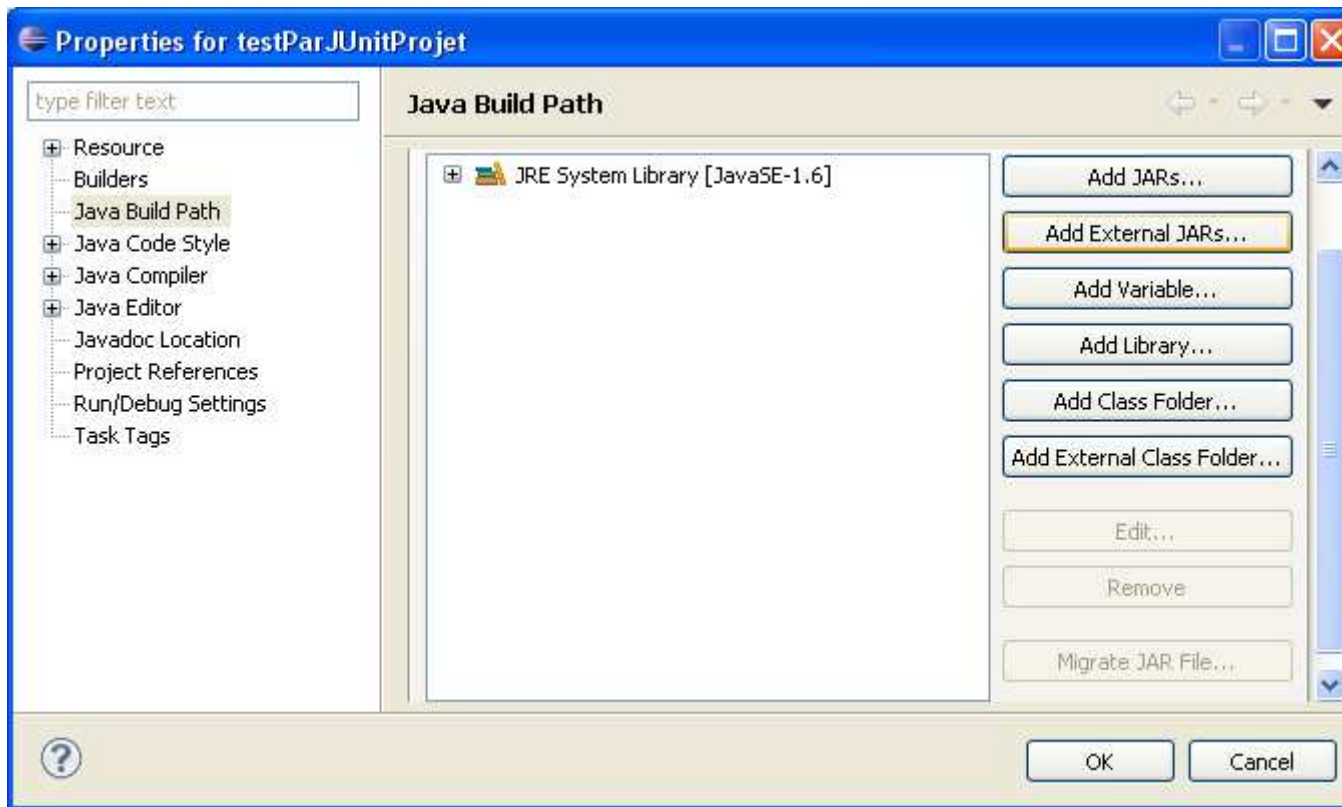 Properties for testParJUnitProjet
type filter text
Resource
Builders
Java Build Path
Java Code Style
Java Compiler
Java Editor
Javadoc Location
Project References
Run/Debug Settings
Task Tags
Java Build Path
JRE System Library [JavaSE-1.6]
Add JARs...
Add External JARs...
Add Variable...
Add Library...
Add Class Folder...
Add External Class Folder...
Edit...
Remove
Migrate JAR File...
?
OK
Cancel